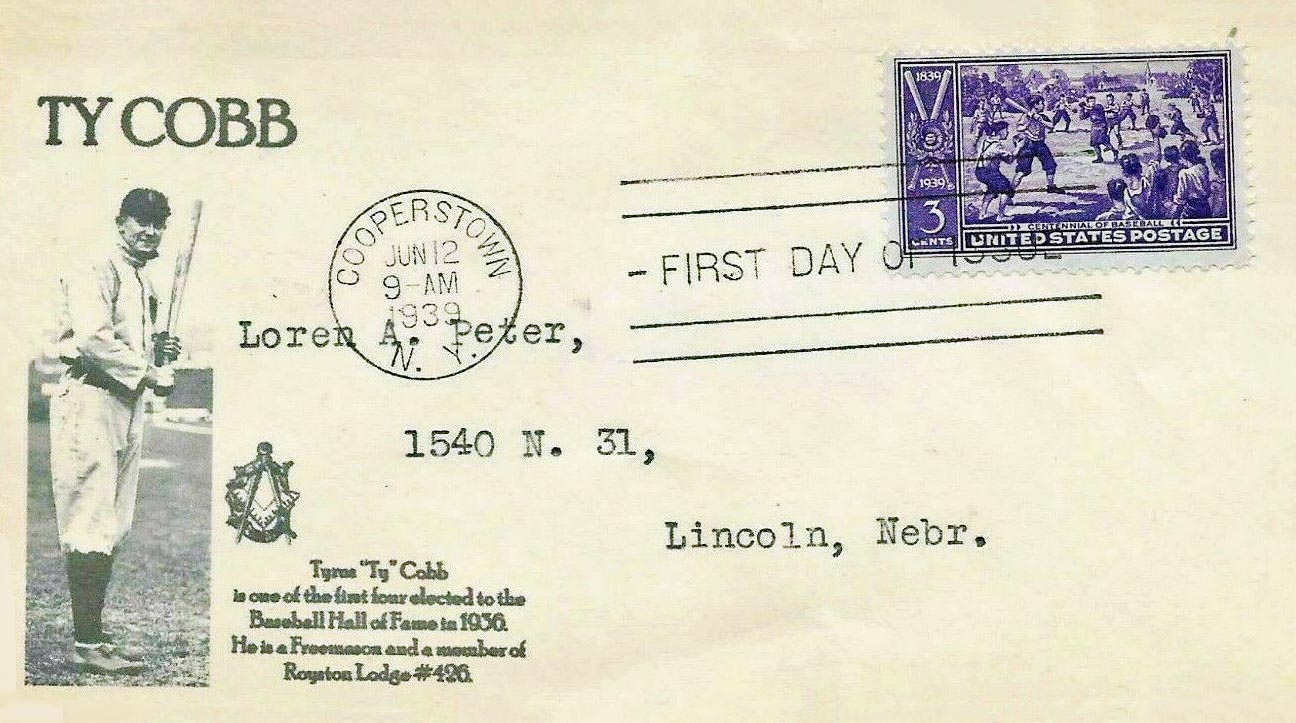 TY COBB
1839
1939
3
CENTS
CENTENNIAL OF BASEBALL
UNITED STATES POSTAGE
COOPERSTOWN
JUN 12
9-AM
1939
N. Y.
- FIRST DAY OF ISSUE
Loren A. Peter,
1540 N. 31,
Lincoln, Nebr.
Tyrus "Ty" Cobb
is one of the first four elected to the
Baseball Hall of Fame in 1936.
He is a Freemason and a member of
Royston Lodge #426.